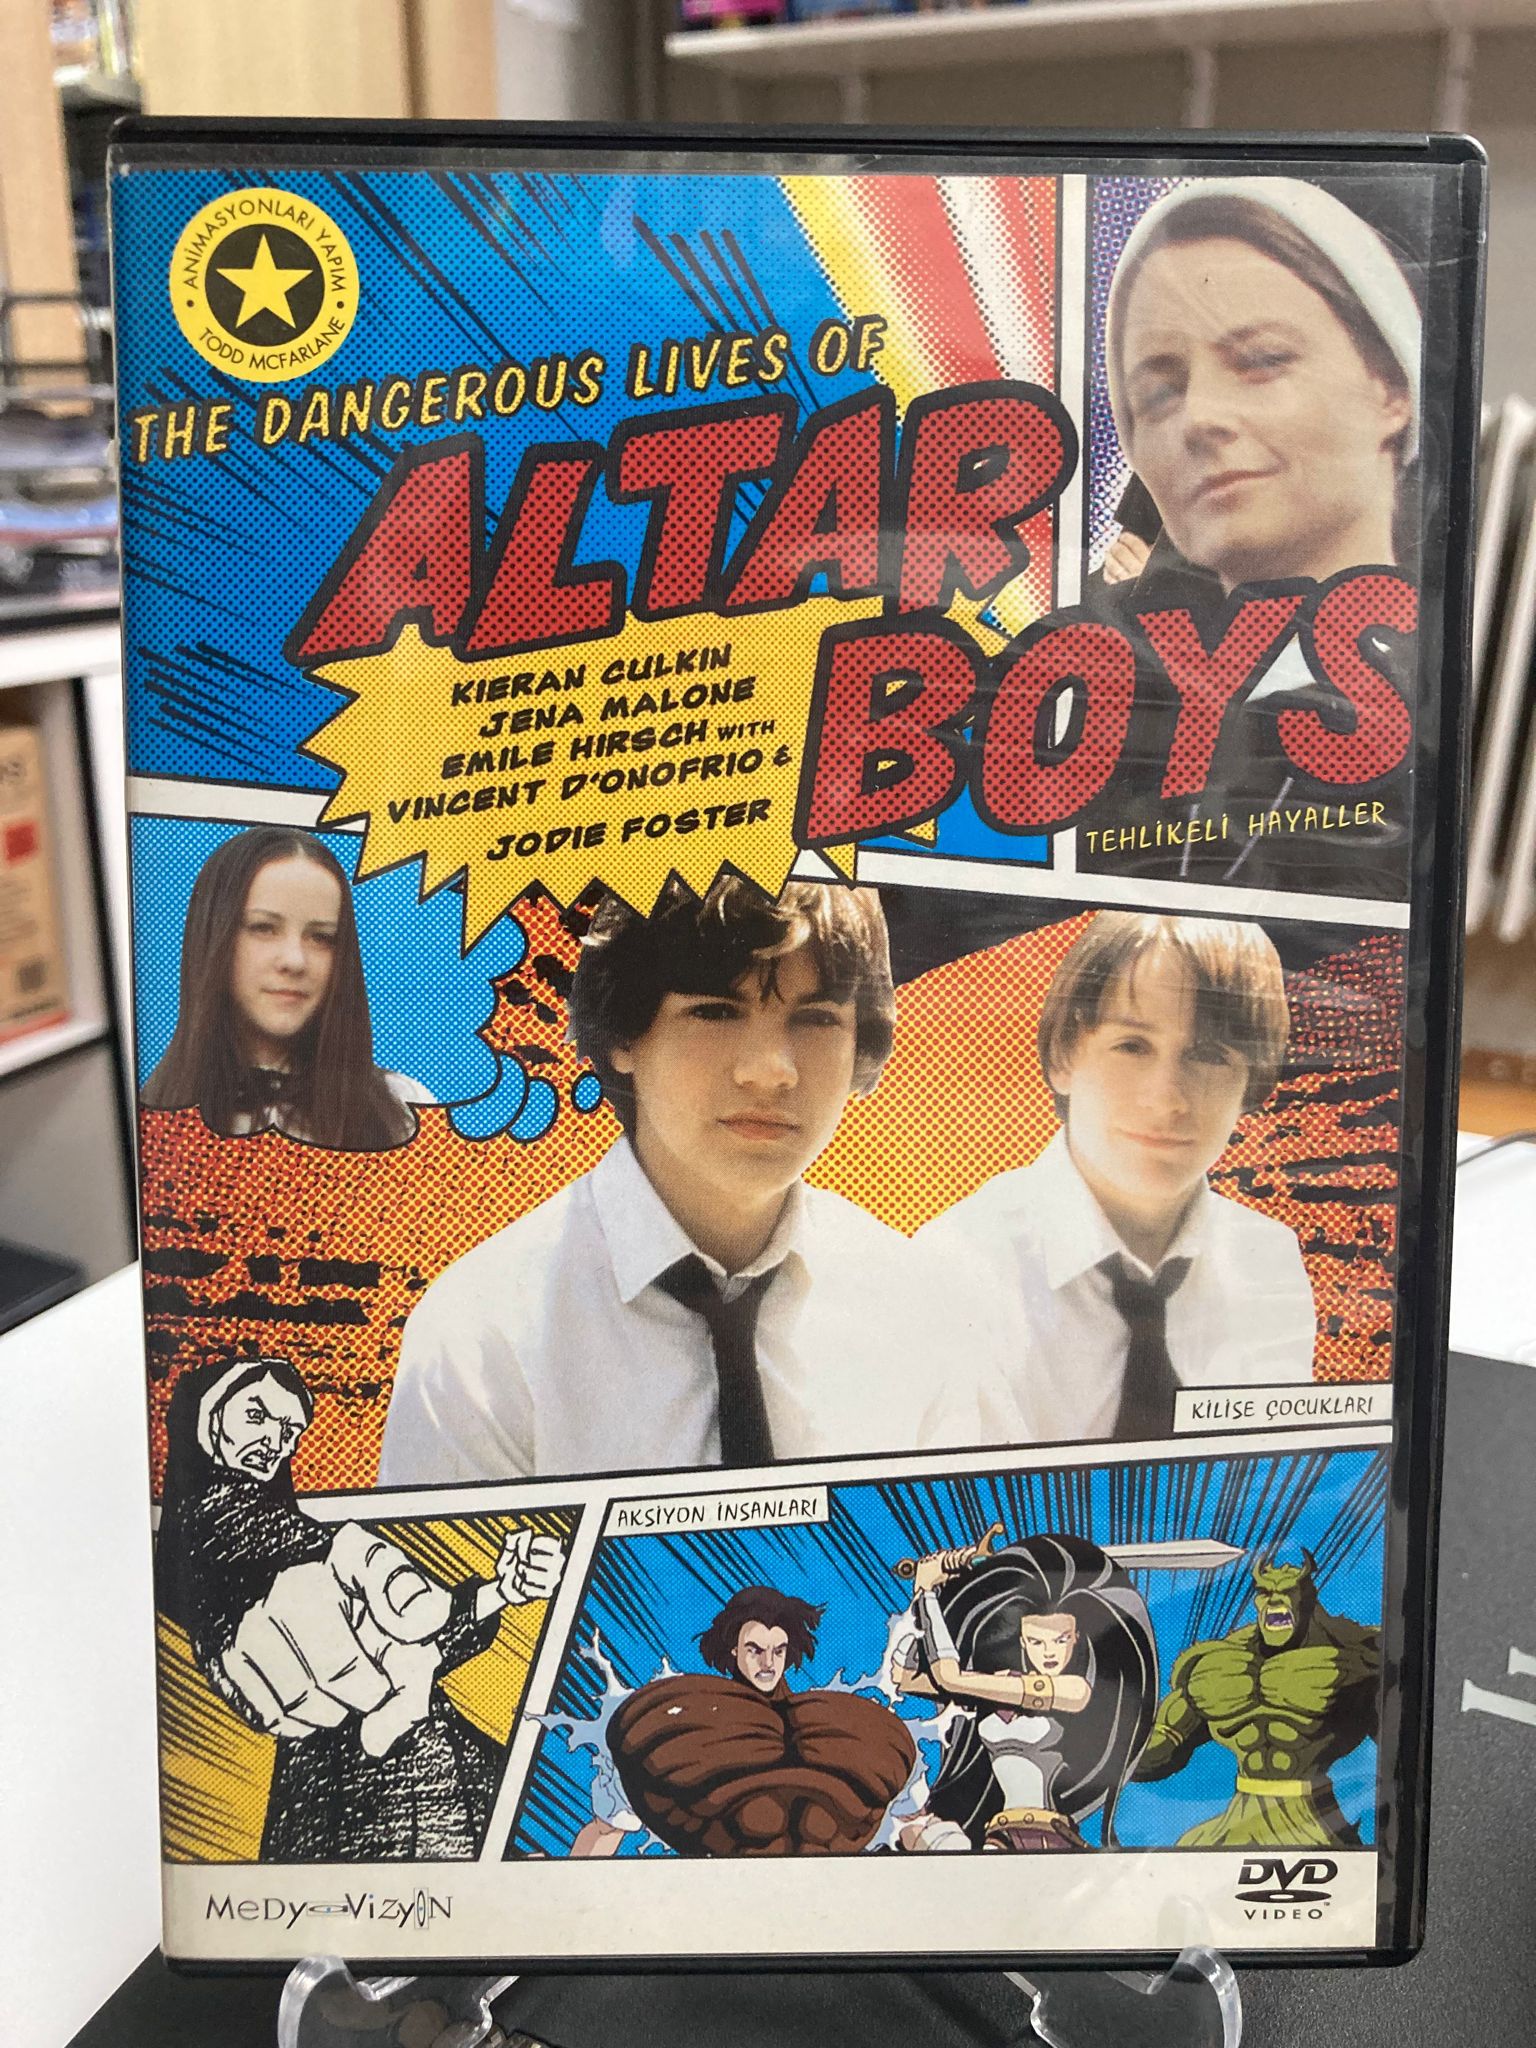 ANİMASYONLARI YAPIM
TODD MCFARLANE
THE DANGEROUS LIVES OF
ALTAR
BOYS
KIERAN CULKIN
JENA MALONE
EMILE HIRSCH WITH
VINCENT D'ONOFRIO &
JODIE FOSTER
TEHLİKELİ HAYALLER
KİLİSE ÇOCUKLARI
AKSİYON İNSANLARI
MeDyaVizyON
DVD
VIDEO